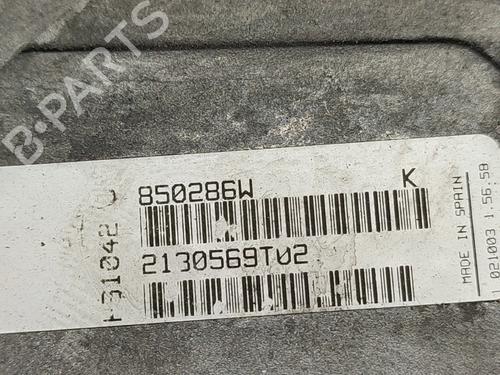 B-PARTS
850286W K
2130569T02
MADE IN SPAIN
021003 1.56.58